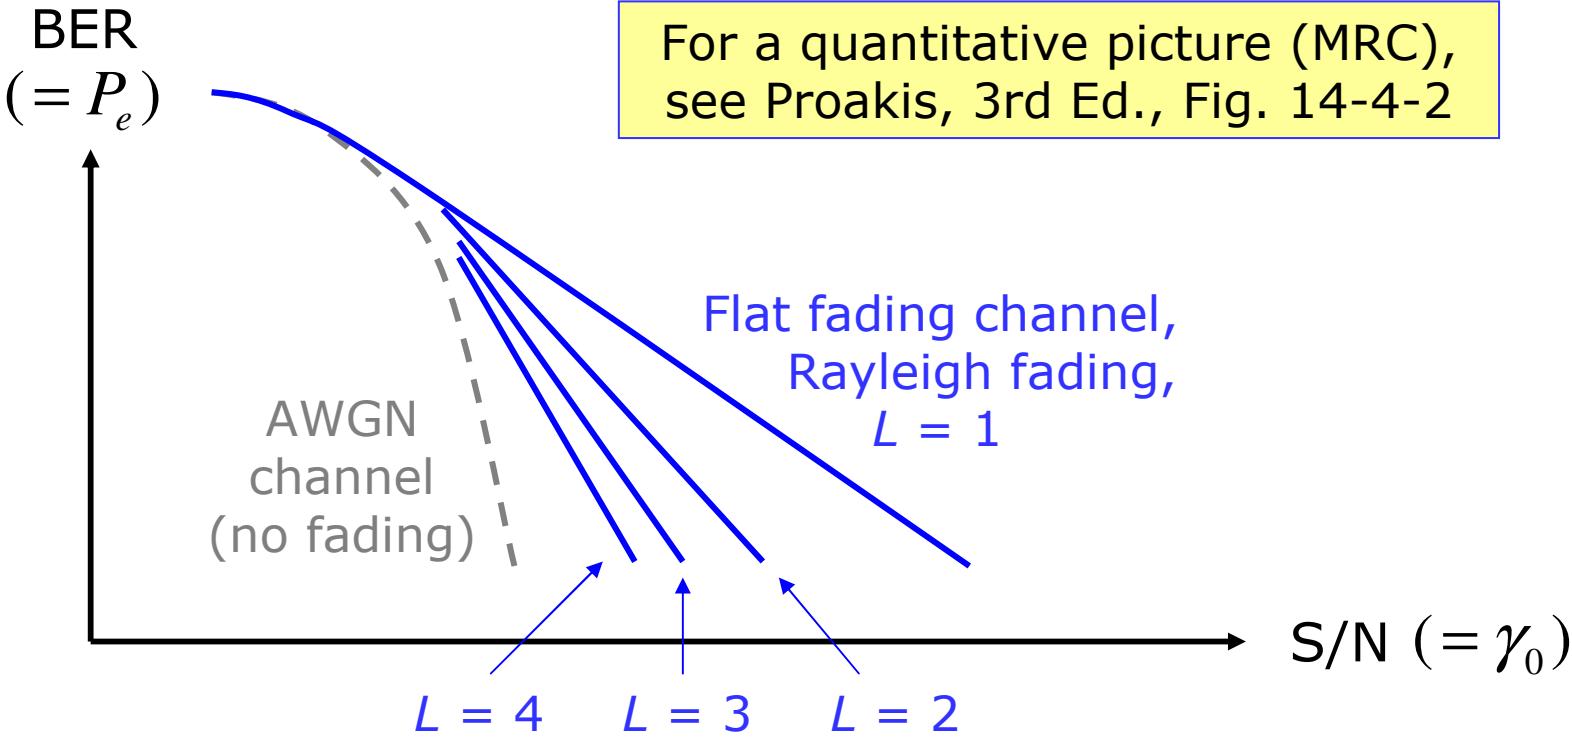 BER
(= Pₑ)
For a quantitative picture (MRC),
see Proakis, 3rd Ed., Fig. 14-4-2
Flat fading channel,
Rayleigh fading,
L = 1
AWGN
channel
(no fading)
S/N (= γ₀)
L = 4
L = 3
L = 2